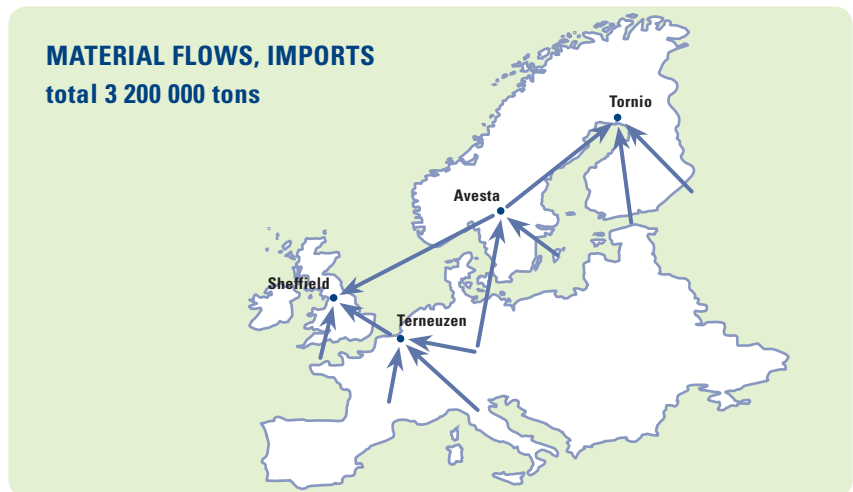 MATERIAL FLOWS, IMPORTS
total 3 200 000 tons
Tornio
Avesta
Sheffield
Terneuzen